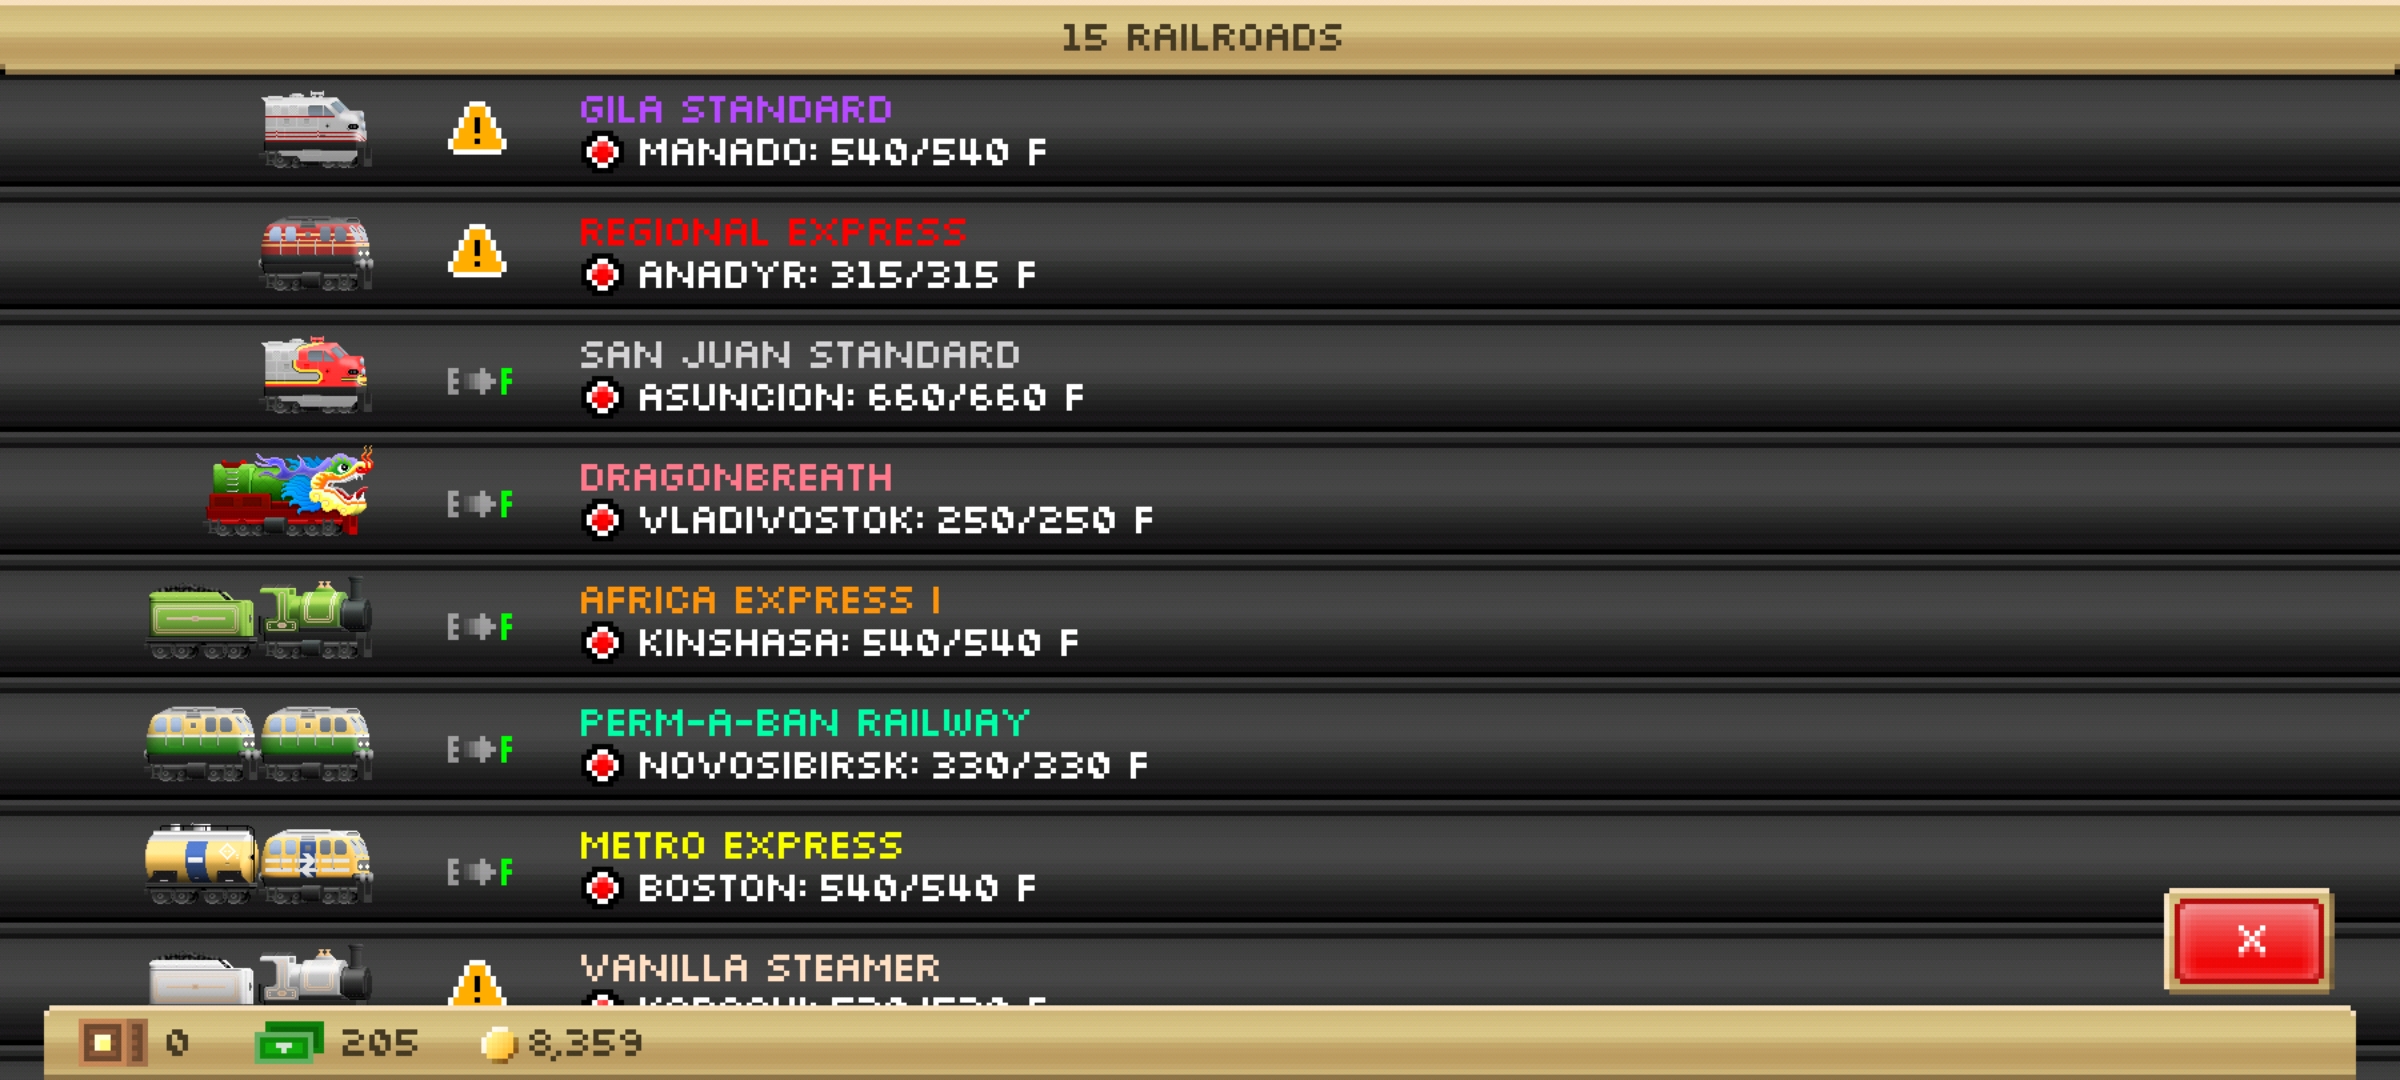 15 RAILROADS
GILA STANDARD
MANADO: 540/540 F
REGIONAL EXPRESS
ANADYR: 315/315 F
SAN JUAN STANDARD
E F
ASUNCION: 660/660 F
DRAGONBREATH
E F
VLADIVOSTOK: 250/250 F
AFRICA EXPRESS I
E F
KINSHASA: 540/540 F
PERM-A-BAN RAILWAY
E F
NOVOSIBIRSK: 330/330 F
METRO EXPRESS
E F
BOSTON: 540/540 F
VANILLA STEAMER
X
0 205 8,359